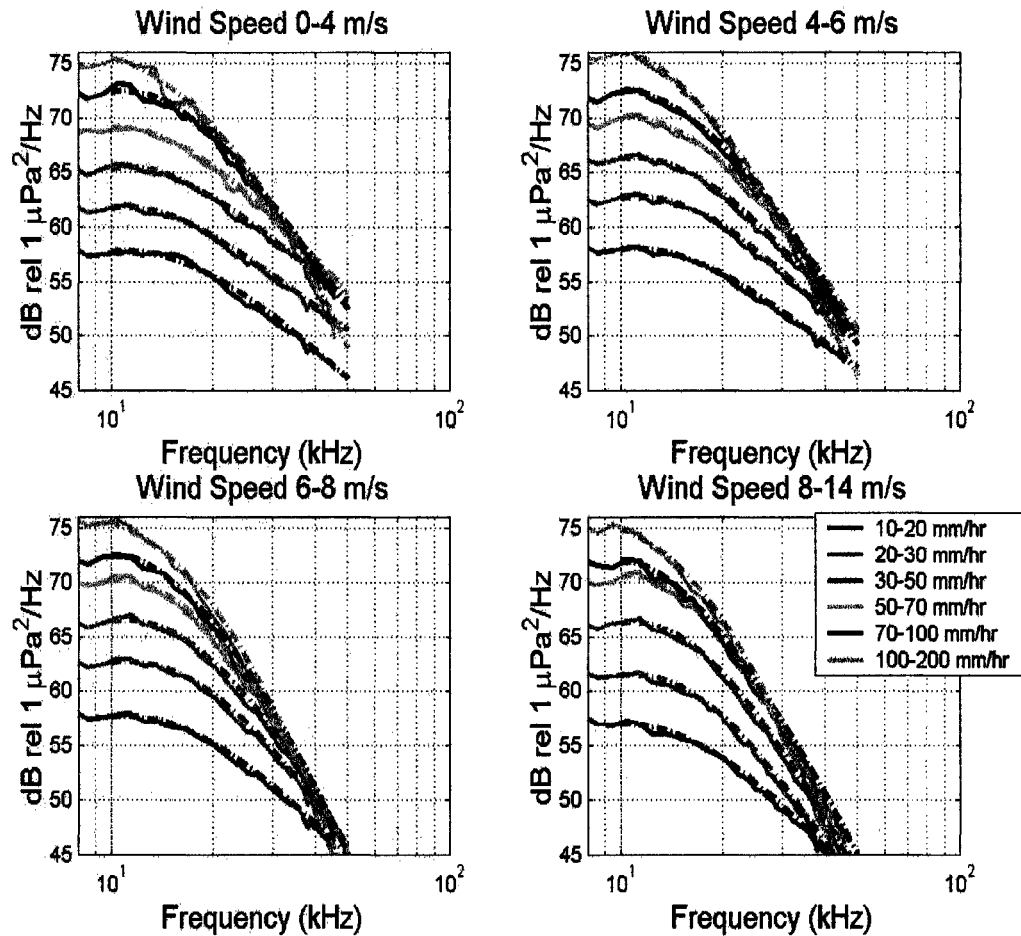 Wind Speed 0-4 m/s
75
70
65
60
55
50
45
dB rel 1 μPa²/Hz
10¹
10²
Frequency (kHz)
Wind Speed 4-6 m/s
75
70
65
60
55
50
45
dB rel 1 μPa²/Hz
10¹
10²
Frequency (kHz)
Wind Speed 6-8 m/s
75
70
65
60
55
50
45
dB rel 1 μPa²/Hz
10¹
10²
Frequency (kHz)
Wind Speed 8-14 m/s
75
70
65
60
55
50
45
dB rel 1 μPa²/Hz
10¹
10²
Frequency (kHz)
10-20 mm/hr
20-30 mm/hr
30-50 mm/hr
50-70 mm/hr
70-100 mm/hr
100-200 mm/hr